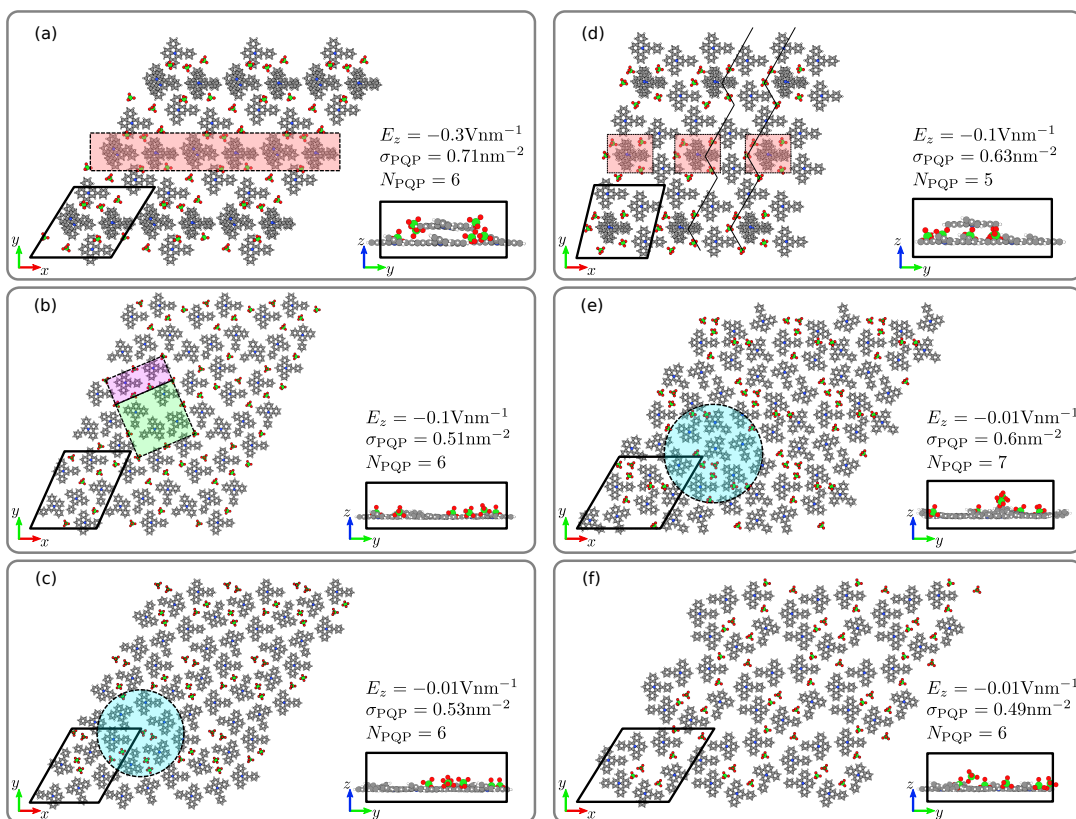 (a)
E_z = −0.3Vnm⁻¹
σ_PQP = 0.71nm⁻²
N_PQP = 6
y
x
z
y
(b)
E_z = −0.1Vnm⁻¹
σ_PQP = 0.51nm⁻²
N_PQP = 6
y
x
z
y
(c)
E_z = −0.01Vnm⁻¹
σ_PQP = 0.53nm⁻²
N_PQP = 6
y
x
z
y
(d)
E_z = −0.1Vnm⁻¹
σ_PQP = 0.63nm⁻²
N_PQP = 5
y
x
z
y
(e)
E_z = −0.01Vnm⁻¹
σ_PQP = 0.6nm⁻²
N_PQP = 7
y
x
z
y
(f)
E_z = −0.01Vnm⁻¹
σ_PQP = 0.49nm⁻²
N_PQP = 6
y
x
z
y